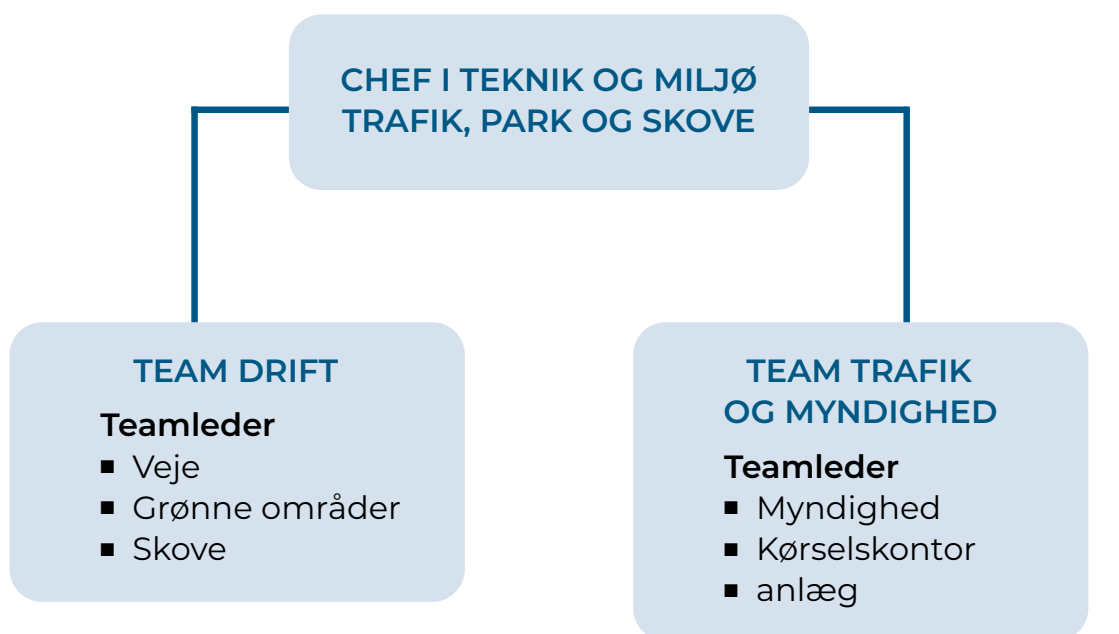 CHEF I TEKNIK OG MILJØ
TRAFIK, PARK OG SKOVE
TEAM DRIFT
Teamleder
▪ Veje
▪ Grønne områder
▪ Skove
TEAM TRAFIK
OG MYNDIGHED
Teamleder
▪ Myndighed
▪ Kørselskontor
▪ anlæg